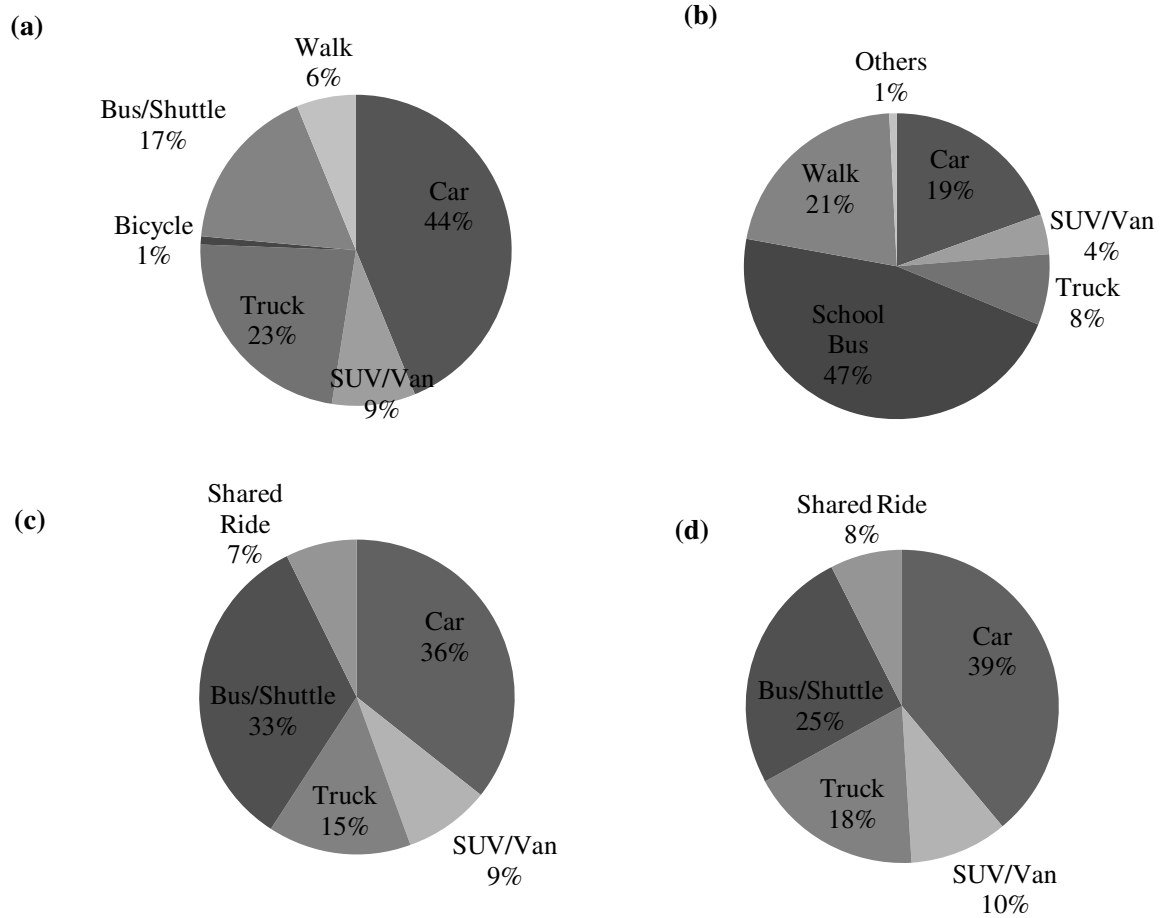 (a)
Walk
6%
Bus/Shuttle
17%
Car
44%
Bicycle
1%
Truck
23%
SUV/Van
9%
(b)
Others
1%
Car
19%
Walk
21%
SUV/Van
4%
Truck
8%
School
Bus
47%
(c)
Shared
Ride
7%
Car
36%
Bus/Shuttle
33%
Truck
15%
SUV/Van
9%
(d)
Shared Ride
8%
Car
39%
Bus/Shuttle
25%
Truck
18%
SUV/Van
10%